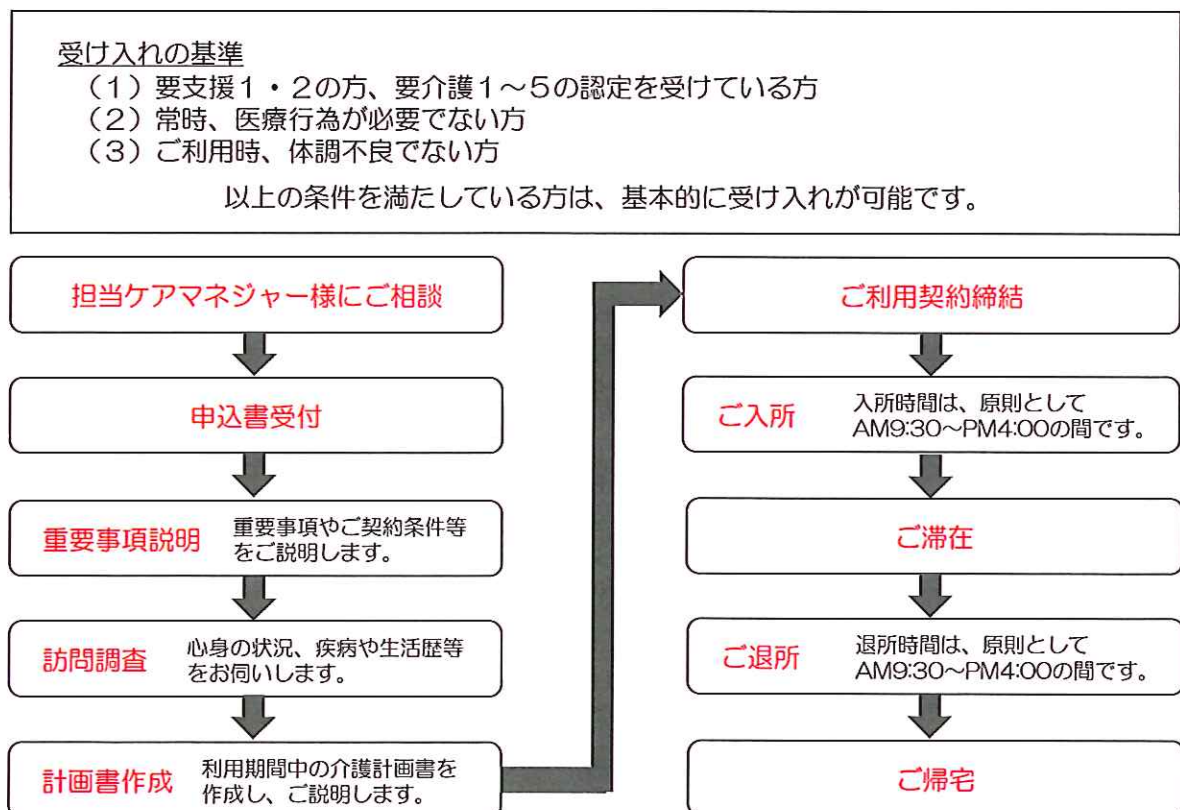 受け入れの基準
（１）要支援１・２の方、要介護１～５の認定を受けている方
（２）常時、医療行為が必要でない方
（３）ご利用時、体調不良でない方
以上の条件を満たしている方は、基本的に受け入れが可能です。
担当ケアマネジャー様にご相談
申込書受付
重要事項説明
重要事項やご契約条件等
をご説明します。
訪問調査
心身の状況、疾病や生活歴等
をお伺いします。
計画書作成
利用期間中の介護計画書を
作成し、ご説明します。
ご利用契約締結
ご入所
入所時間は、原則として
AM9:30～PM4:00の間です。
ご滞在
ご退所
退所時間は、原則として
AM9:30～PM4:00の間です。
ご帰宅